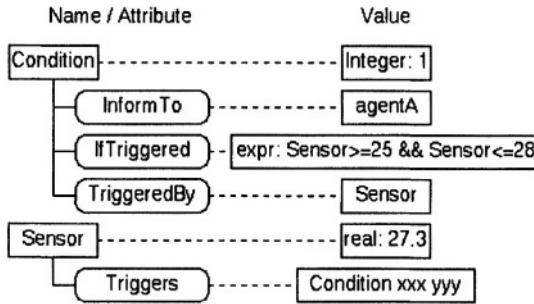 Name / Attribute Value
Condition Integer: 1
InformTo agentA
IfTriggered expr: Sensor>=25 && Sensor<=28
TriggeredBy Sensor
Sensor real: 27.3
Triggers Condition xxx yyy